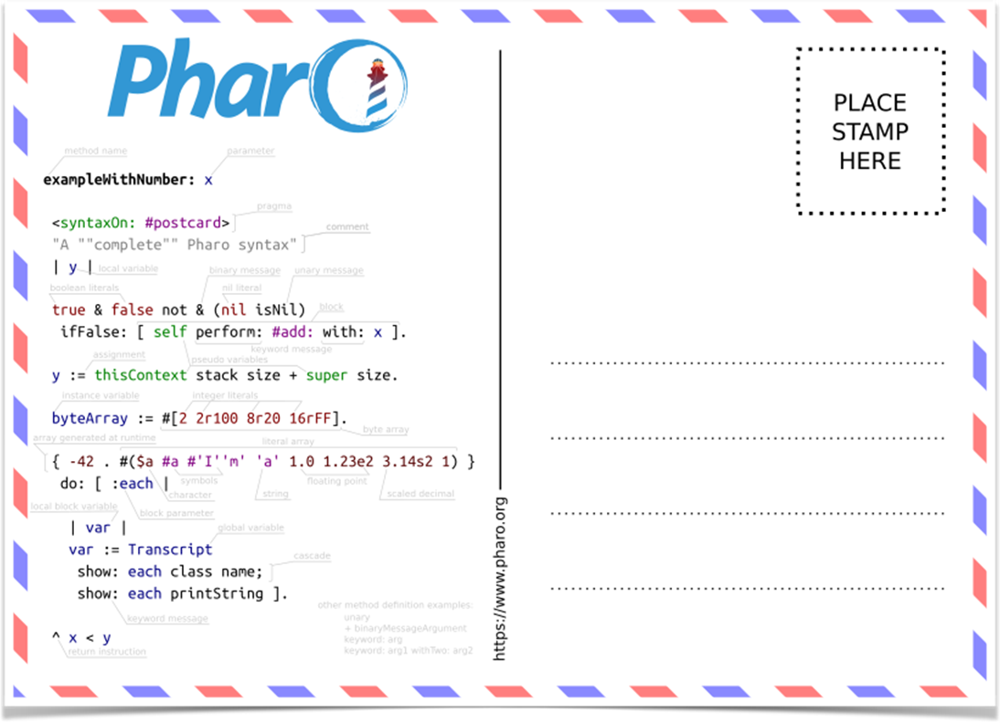 Pharo
method name
parameter
exampleWithNumber: x
pragma
<syntaxOn: #postcard>
comment
"A ""complete"" Pharo syntax"
| y |
local variable
binary message
unary message
boolean literals
nil literal
true & false not & (nil isNil)
block
ifFalse: [ self perform: #add: with: x ].
keyword message
assignment
pseudo variables
y := thisContext stack size + super size.
instance variable
integer literals
byteArray := #[2 2r100 8r20 16rFF].
byte array
array generated at runtime
literal array
{ -42 . #($a #a #'I''m' 'a' 1.0 1.23e2 3.14s2 1) }
symbols
floating point
do: [ :each |
character
string
scaled decimal
local block variable
block parameter
| var |
global variable
var := Transcript
cascade
show: each class name;
show: each printString ].
keyword message
^ x < y
return instruction
other method definition examples:
unary
+ binaryMessageArgument
keyword: arg
keyword: arg1 withTwo: arg2
https://www.pharo.org
PLACE
STAMP
HERE